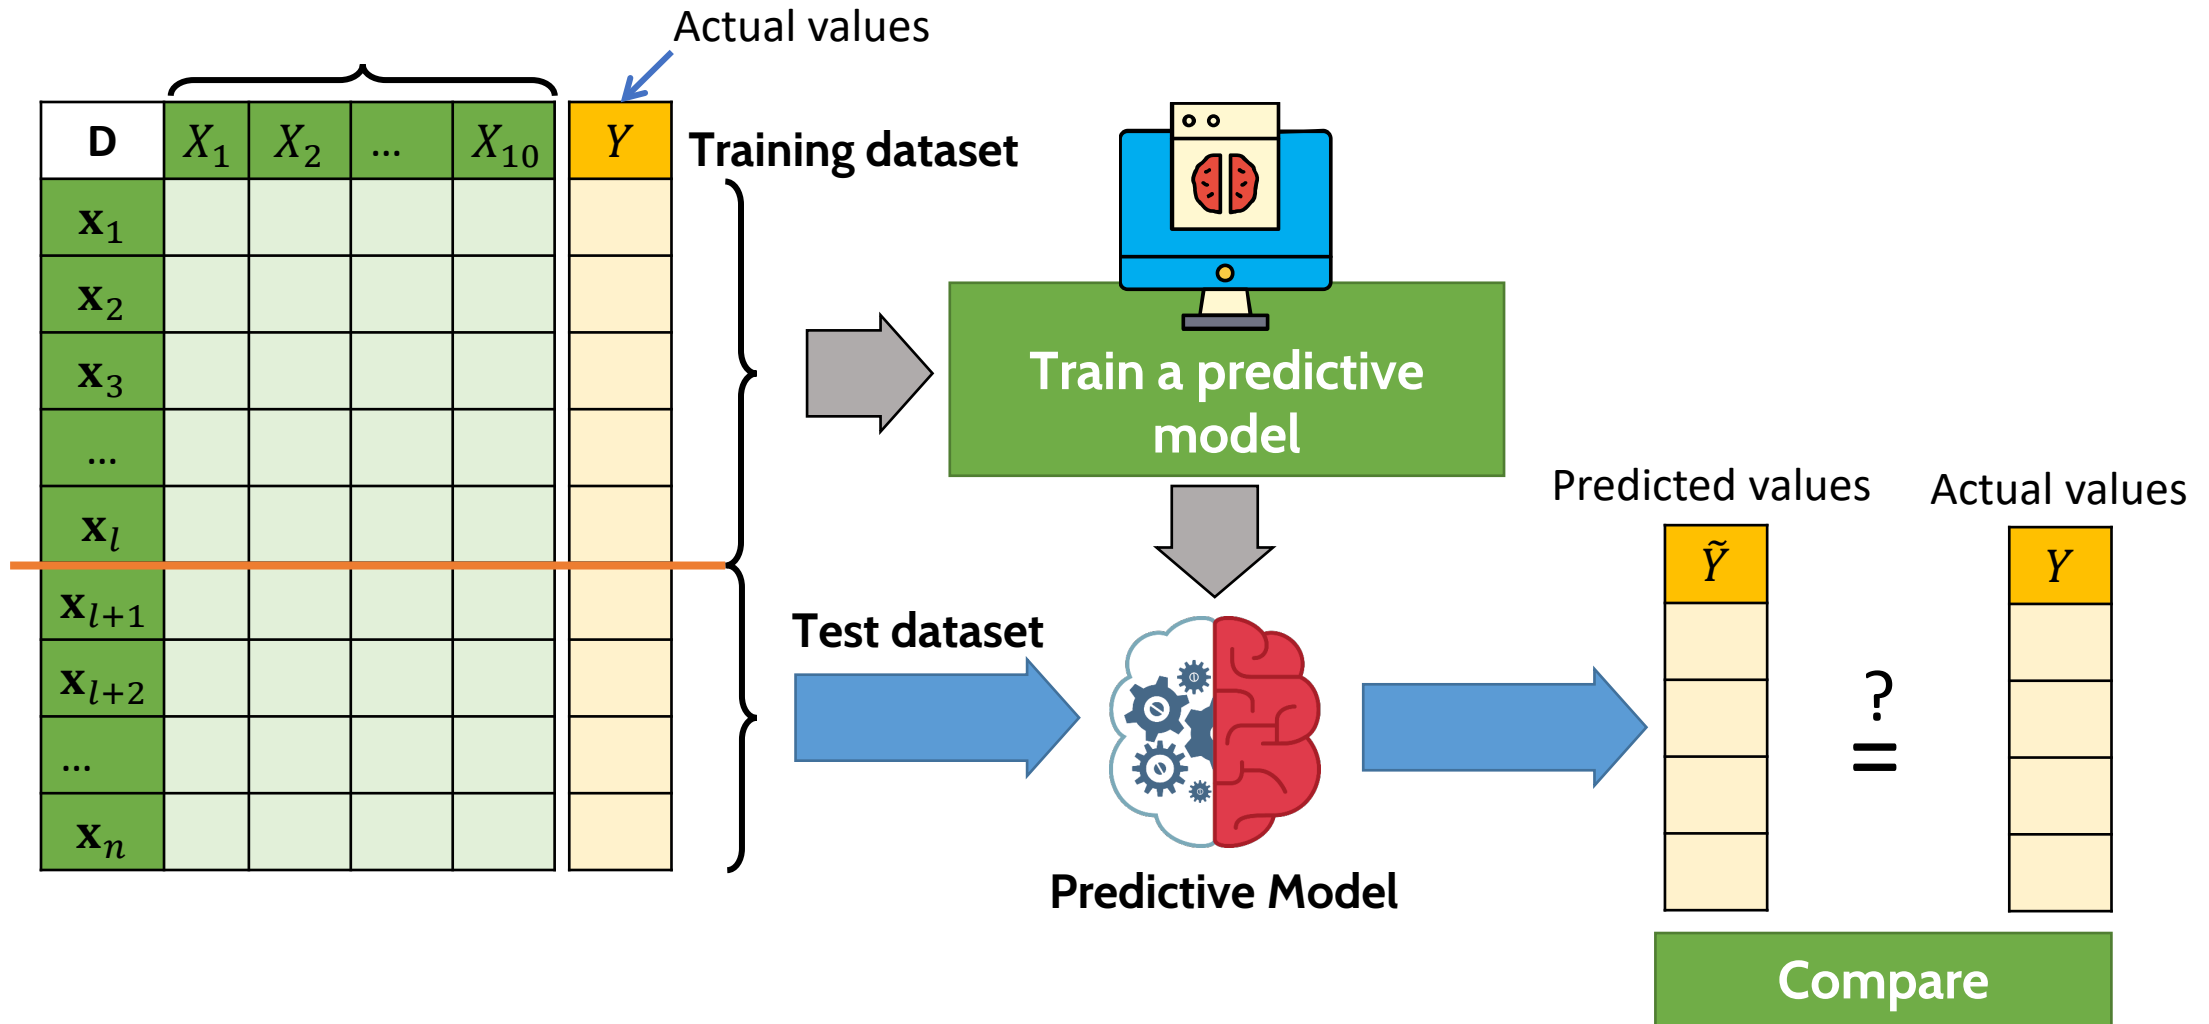 Actual values
D X₁ X₂ ... X₁₀ Y
Training dataset
x₁
x₂
x₃
...
xₗ
xₗ₊₁
xₗ₊₂
...
xₙ
Train a predictive
model
Test dataset
Predictive Model
Predicted values
Actual values
Ỹ
?
=
Y
Compare